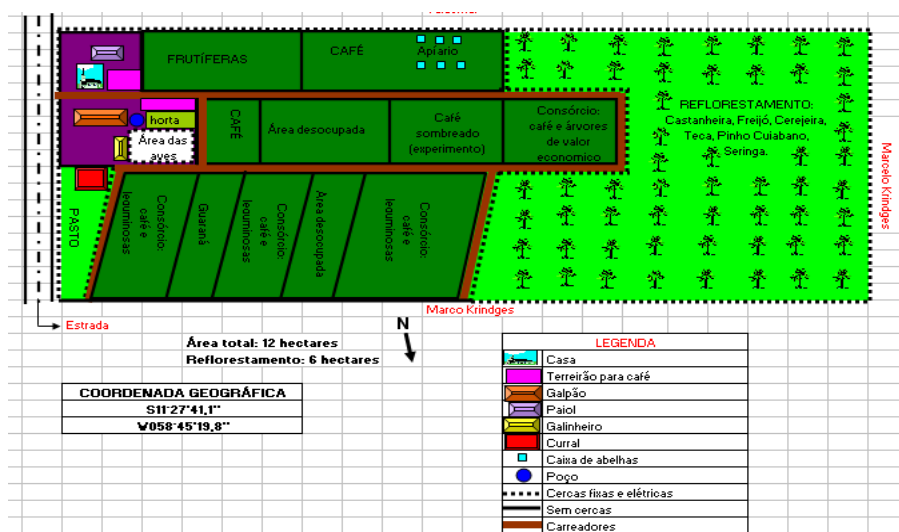 FRUTÍFERAS
CAFÉ
Apíario
horta
Área das
aves
CAFÉ
Área desocupada
Café
sombreado
(experimento)
Consórcio:
café e árvores
de valor
economico
REFLORESTAMENTO:
Castanheira, Freijó, Cerejeira,
Teca, Pinho Cuiabano,
Seringa.
Marcelo Krindges
PASTO
Consórcio:
café e
leguminosas
Guaraná
Consórcio:
café e
leguminosas
Área desocupada
Consórcio:
café e
leguminosas
Marco Krindges
Estrada
Área total: 12 hectares
Reflorestamento: 6 hectares
N
COORDENADA GEOGRÁFICA
S11°27'41,1''
W058°45'19,8''
LEGENDA
Casa
Terreirão para café
Galpão
Paiol
Galinheiro
Curral
Caixa de abelhas
Poço
Cercas fixas e elétricas
Sem cercas
Carreadores